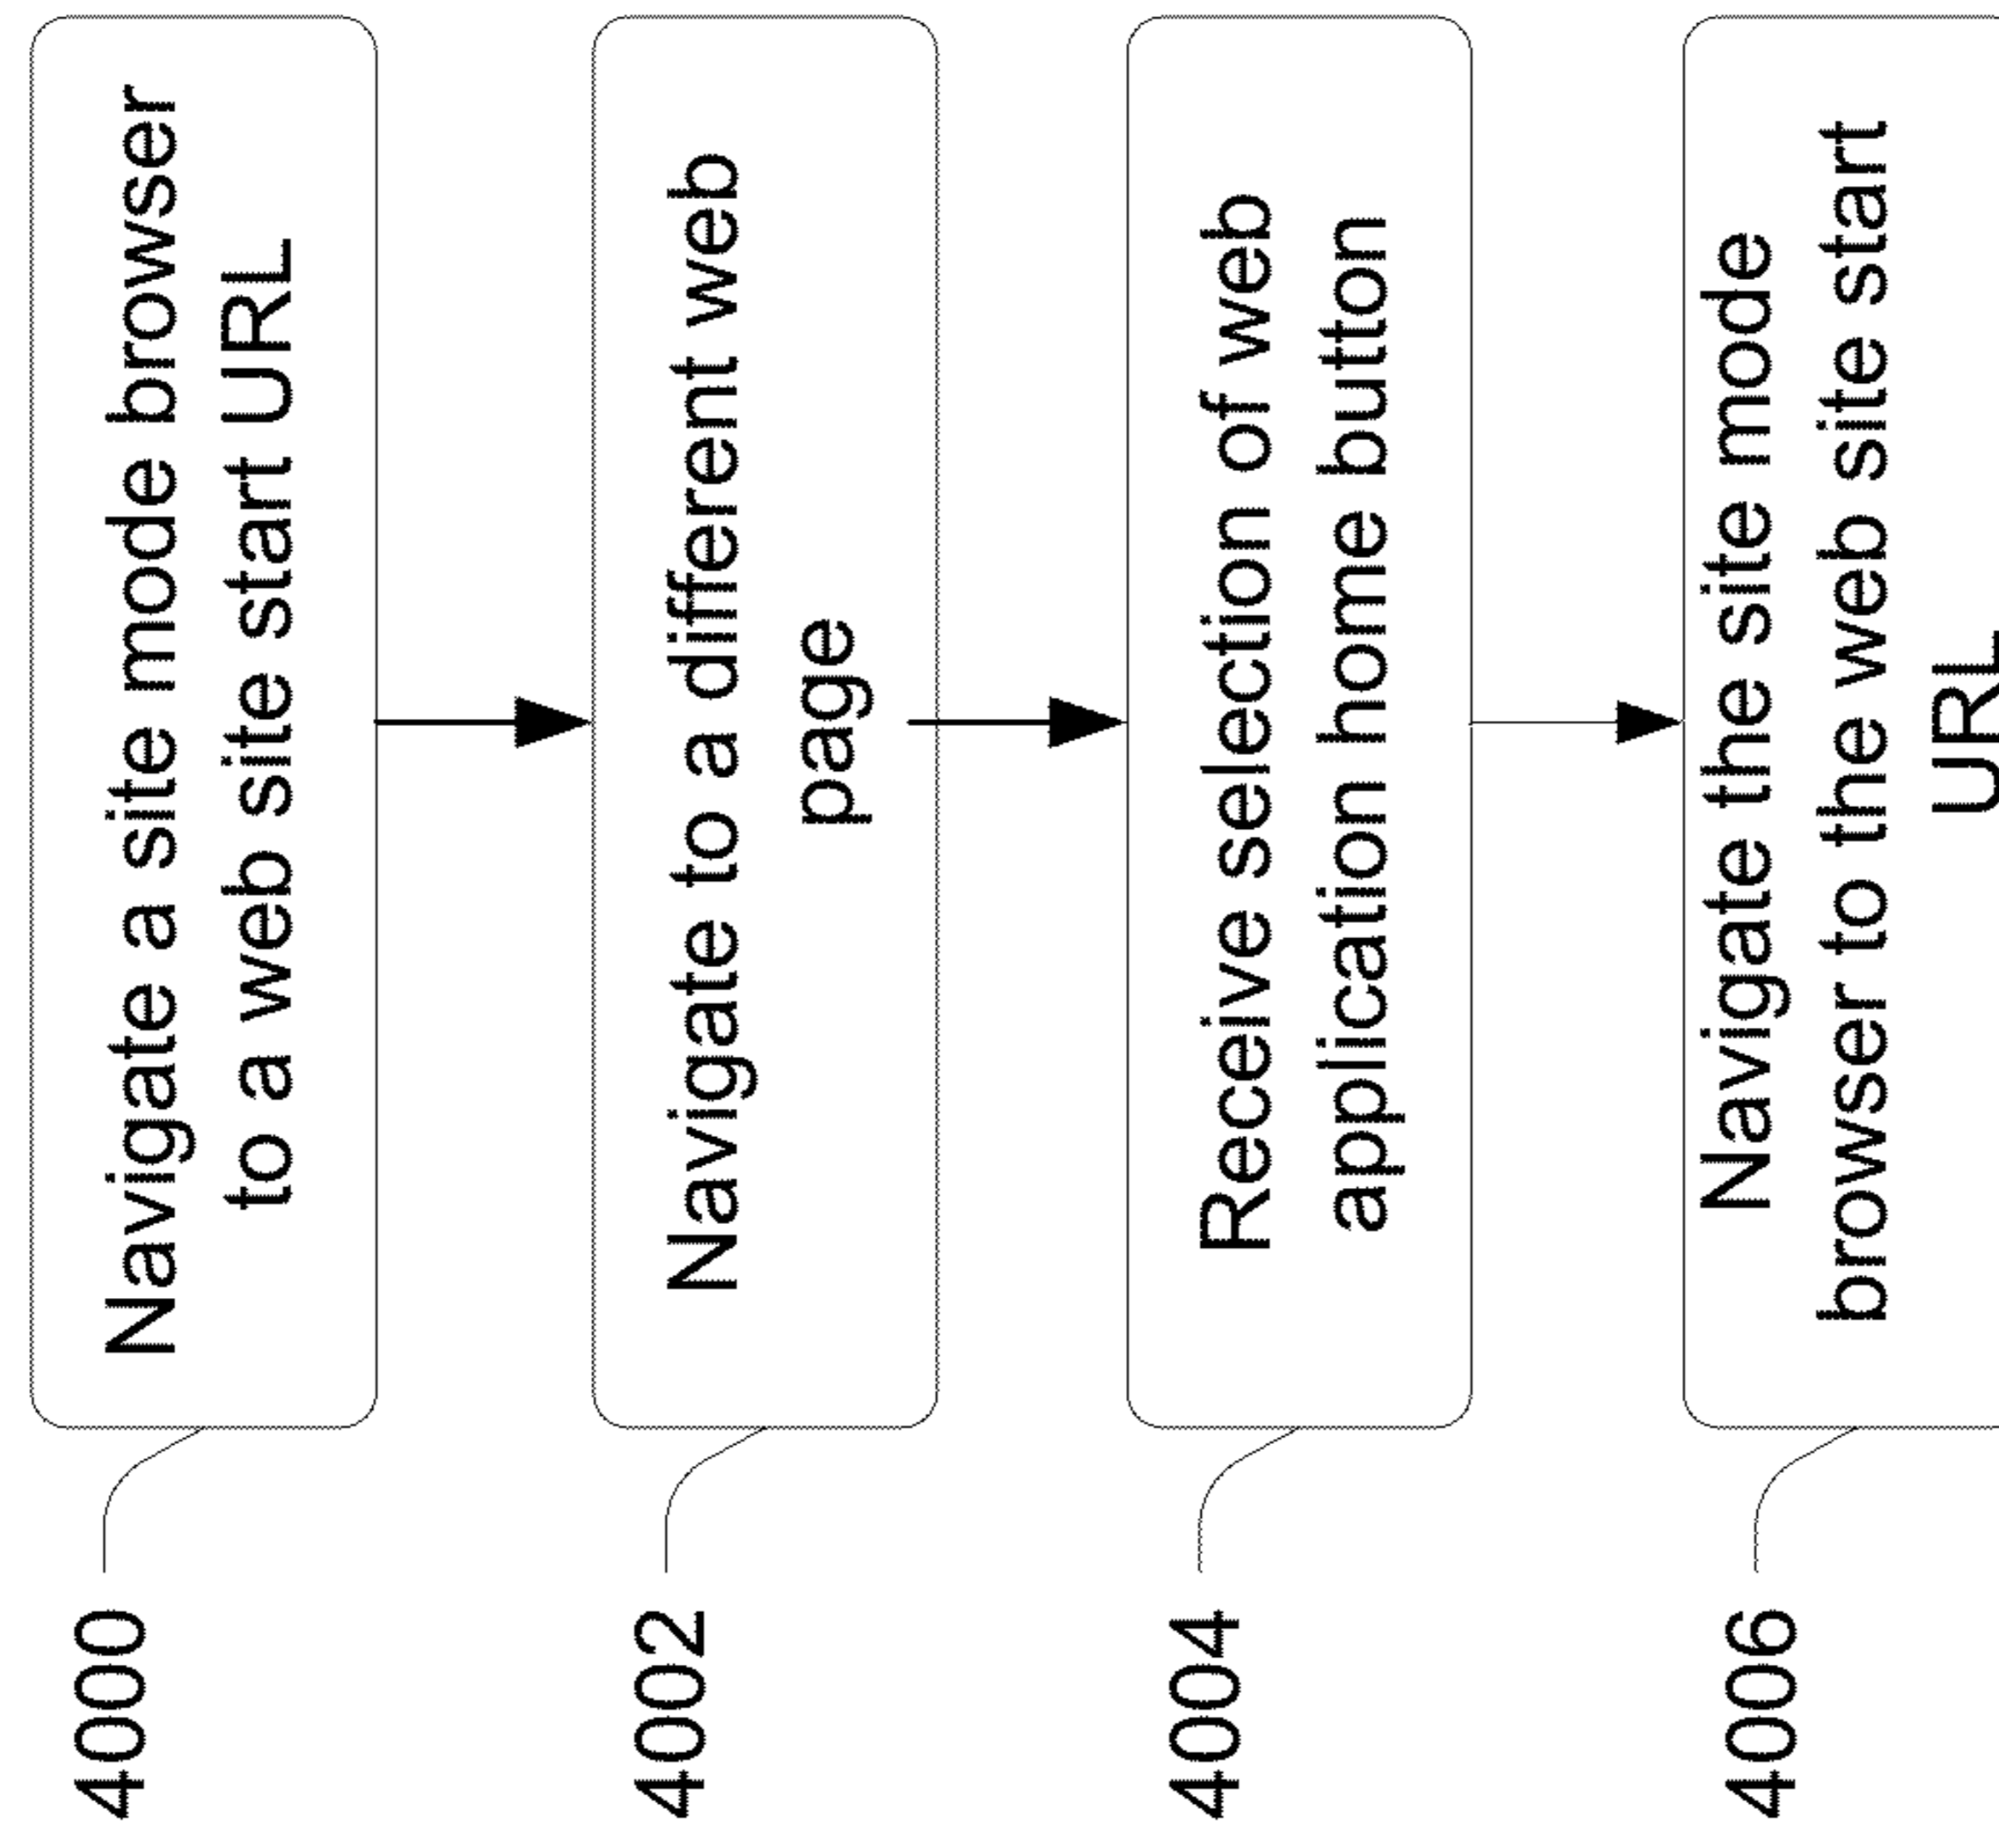 4000
Navigate a site mode browser
to a web site start URL
4002
Navigate to a different web
page
4004
Receive selection of web
application home button
4006
Navigate the site mode
browser to the web site start
URL